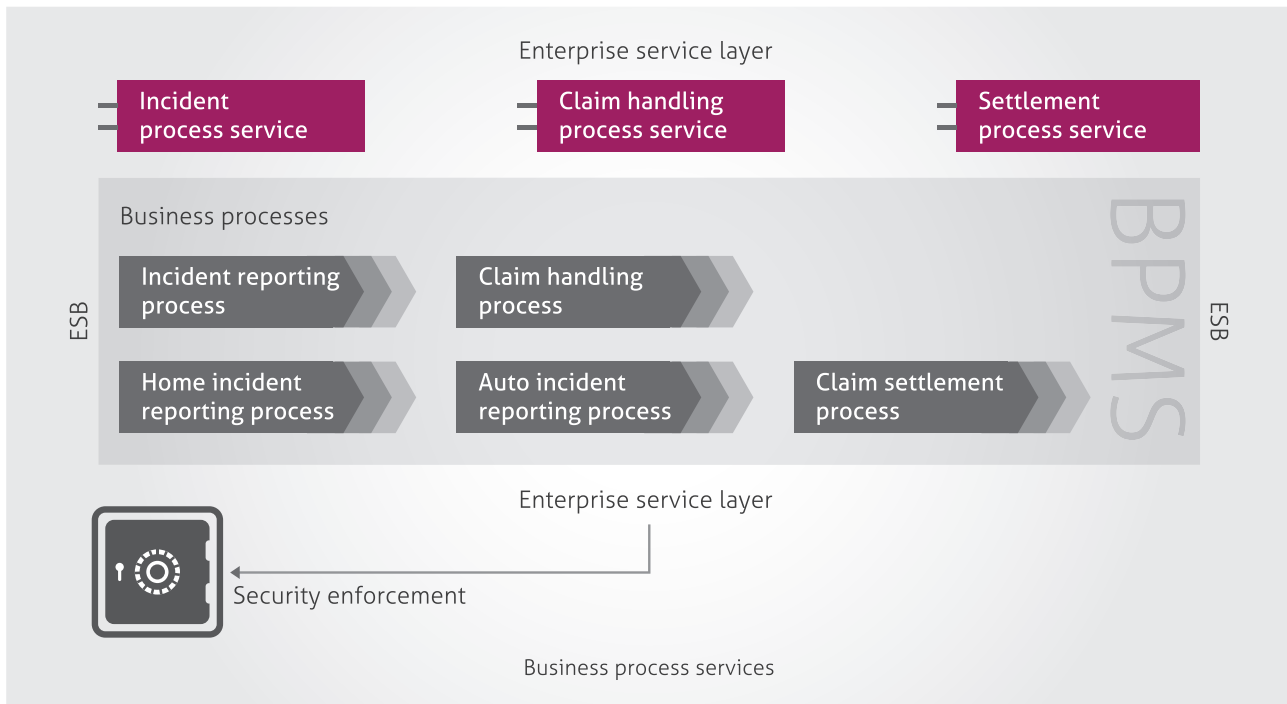 Enterprise service layer
Incident
process service
Claim handling
process service
Settlement
process service
Business processes
BPMS
ESB
ESB
Incident reporting
process
Claim handling
process
Home incident
reporting process
Auto incident
reporting process
Claim settlement
process
Enterprise service layer
Security enforcement
Business process services